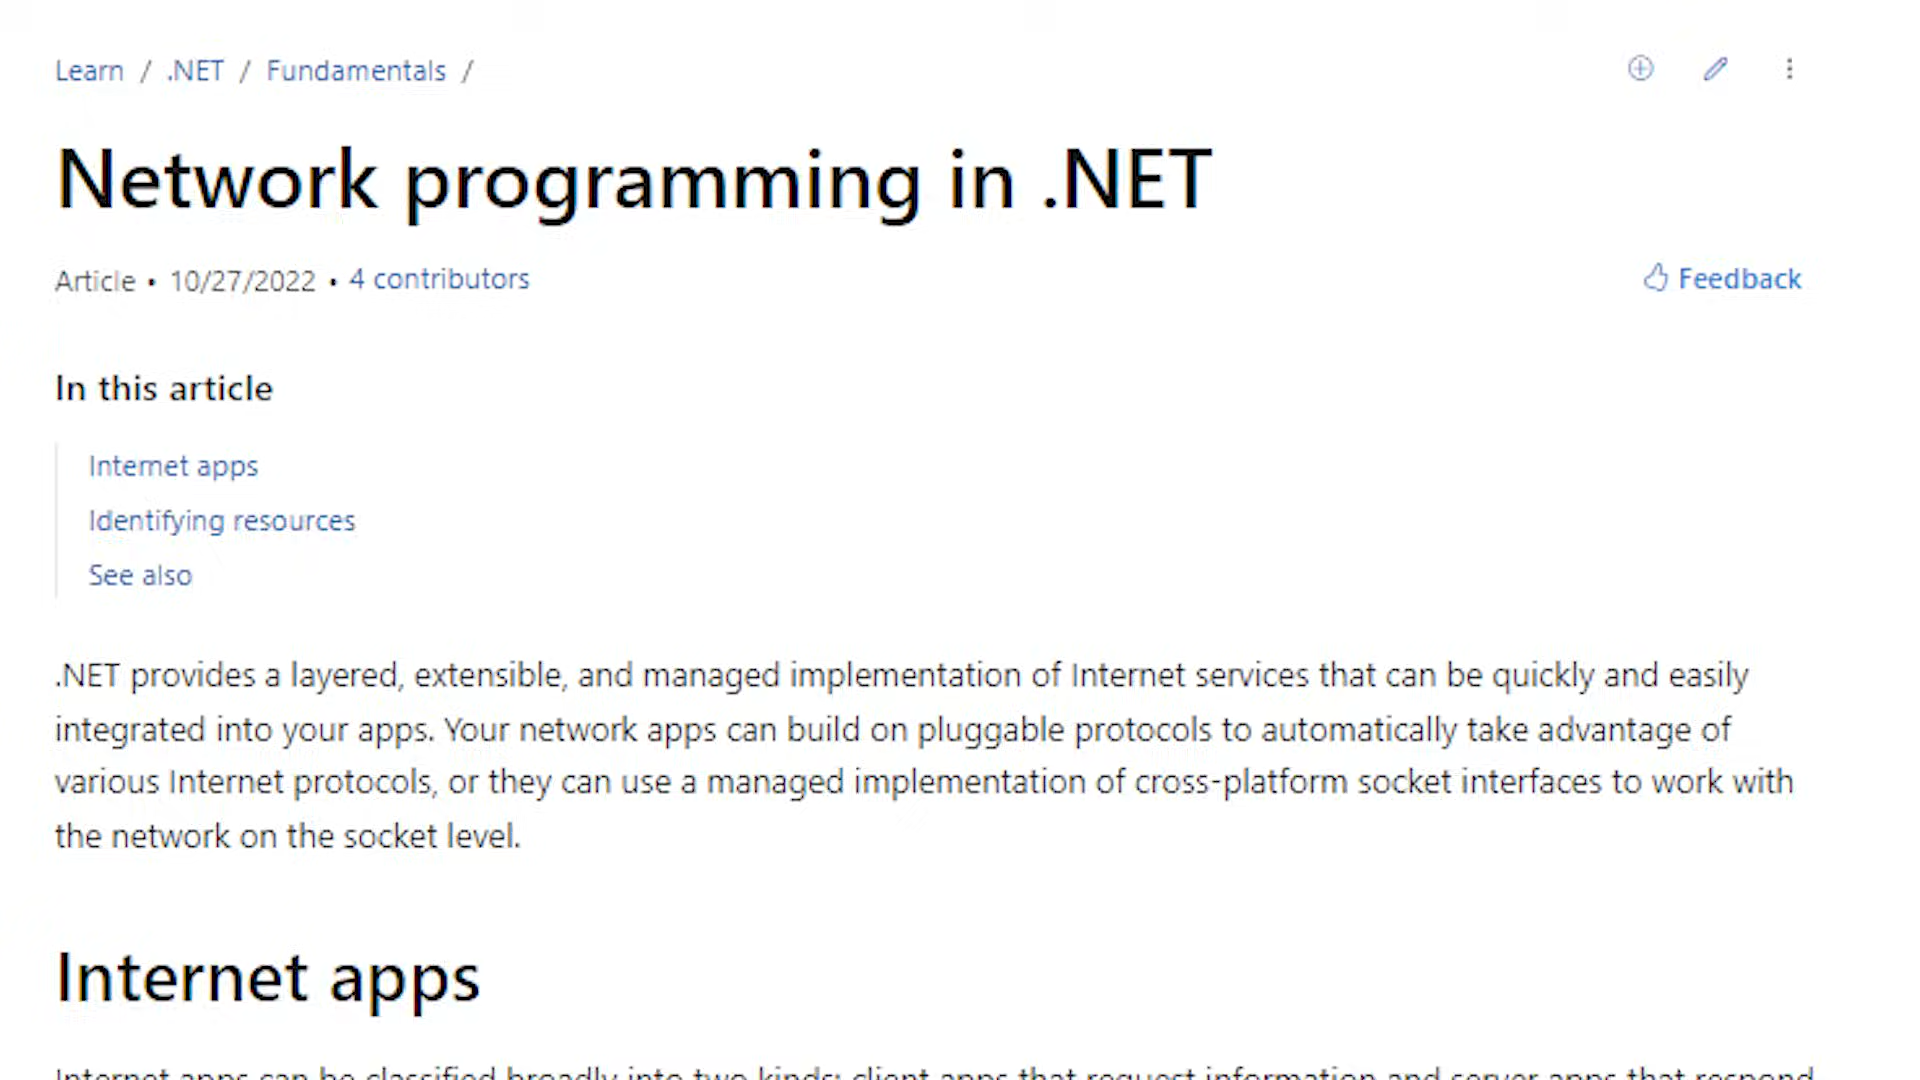 Learn / .NET / Fundamentals /
Network programming in .NET
Article • 10/27/2022 • 4 contributors
Feedback
In this article
Internet apps
Identifying resources
See also
.NET provides a layered, extensible, and managed implementation of Internet services that can be quickly and easily
integrated into your apps. Your network apps can build on pluggable protocols to automatically take advantage of
various Internet protocols, or they can use a managed implementation of cross-platform socket interfaces to work with
the network on the socket level.
Internet apps
Internet apps can be classified broadly into two kinds: client apps that request information and server apps that respond